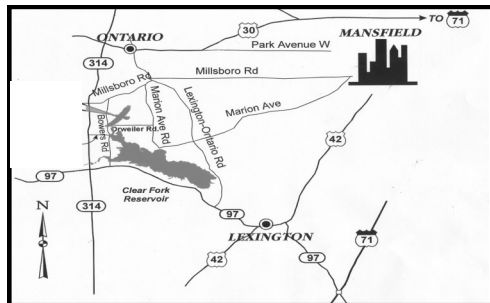 TO 71
30
ONTARIO
MANSFIELD
Park Avenue W
314
Millsboro Rd
Millsboro Rd
Marion Ave Rd
Lexington-Ontario Rd
Marion Ave
Bowers Rd
Orweiler Rd.
42
97
Clear Fork
Reservoir
314
N
97
LEXINGTON
71
42
97